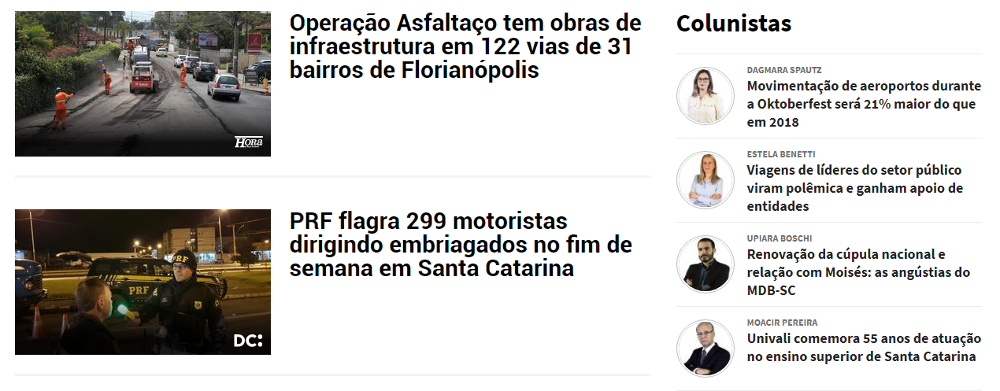 Operação Asfaltaço tem obras de
infraestrutura em 122 vias de 31
bairros de Florianópolis
HORA
PRF flagra 299 motoristas
dirigindo embriagados no fim de
semana em Santa Catarina
PRF
PRF
DC:
Colunistas
DAGMARA SPAUTZ
Movimentação de aeroportos durante
a Oktoberfest será 21% maior do que
em 2018
ESTELA BENETTI
Viagens de líderes do setor público
viram polêmica e ganham apoio de
entidades
UPIARA BOSCHI
Renovação da cúpula nacional e
relação com Moisés: as angústias do
MDB-SC
MOACIR PEREIRA
Univali comemora 55 anos de atuação
no ensino superior de Santa Catarina